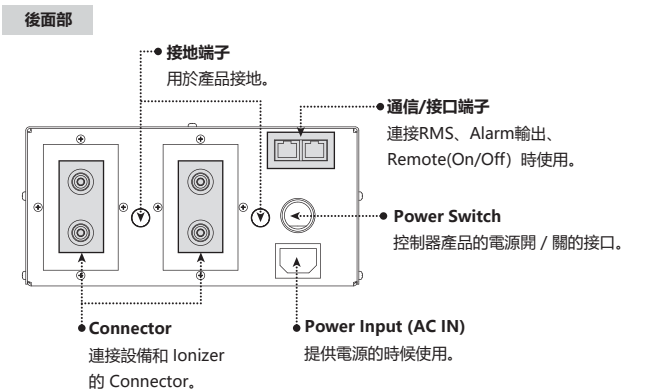 後面部
接地端子
用於產品接地。
通信/接口端子
連接RMS、Alarm輸出、
Remote(On/Off) 時使用。
Power Switch
控制器產品的電源開 / 關的接口。
Connector
連接設備和 Ionizer
的 Connector。
Power Input (AC IN)
提供電源的時候使用。